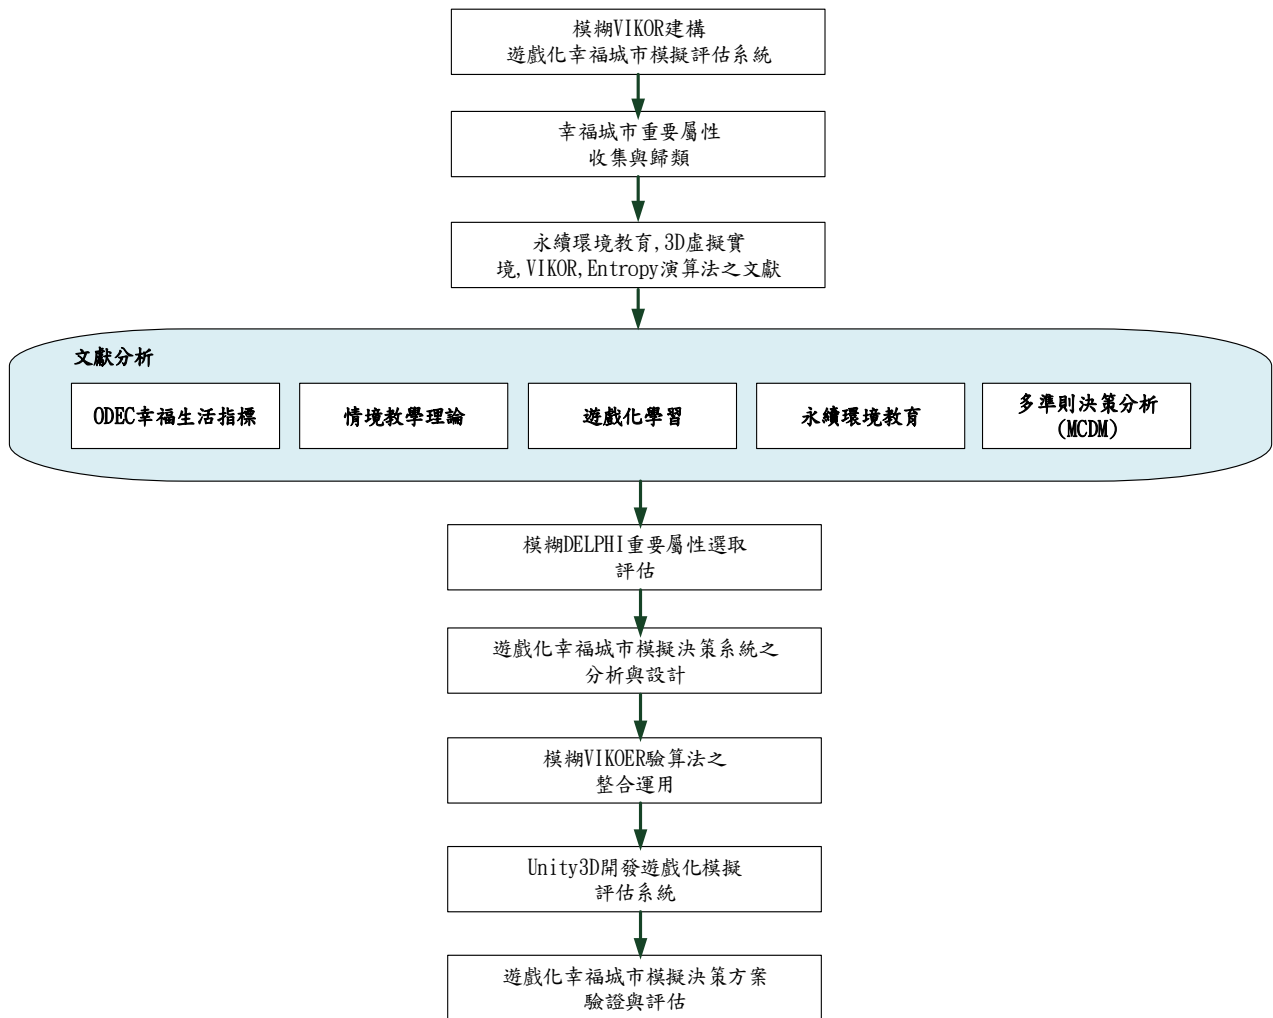 模糊VIKOR建構
遊戲化幸福城市模擬評估系統
幸福城市重要屬性
收集與歸類
永續環境教育,3D虛擬實
境,VIKOR,Entropy演算法之文獻
文獻分析
ODEC幸福生活指標
情境教學理論
遊戲化學習
永續環境教育
多準則決策分析
(MCDM)
模糊DELPHI重要屬性選取
評估
遊戲化幸福城市模擬決策系統之
分析與設計
模糊VIKOER驗算法之
整合運用
Unity3D開發遊戲化模擬
評估系統
遊戲化幸福城市模擬決策方案
驗證與評估